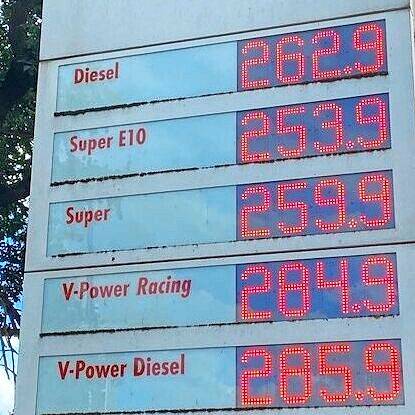 Diesel 262.9
Super E10 253.9
Super 259.9
V-Power Racing 284.9
V-Power Diesel 285.9